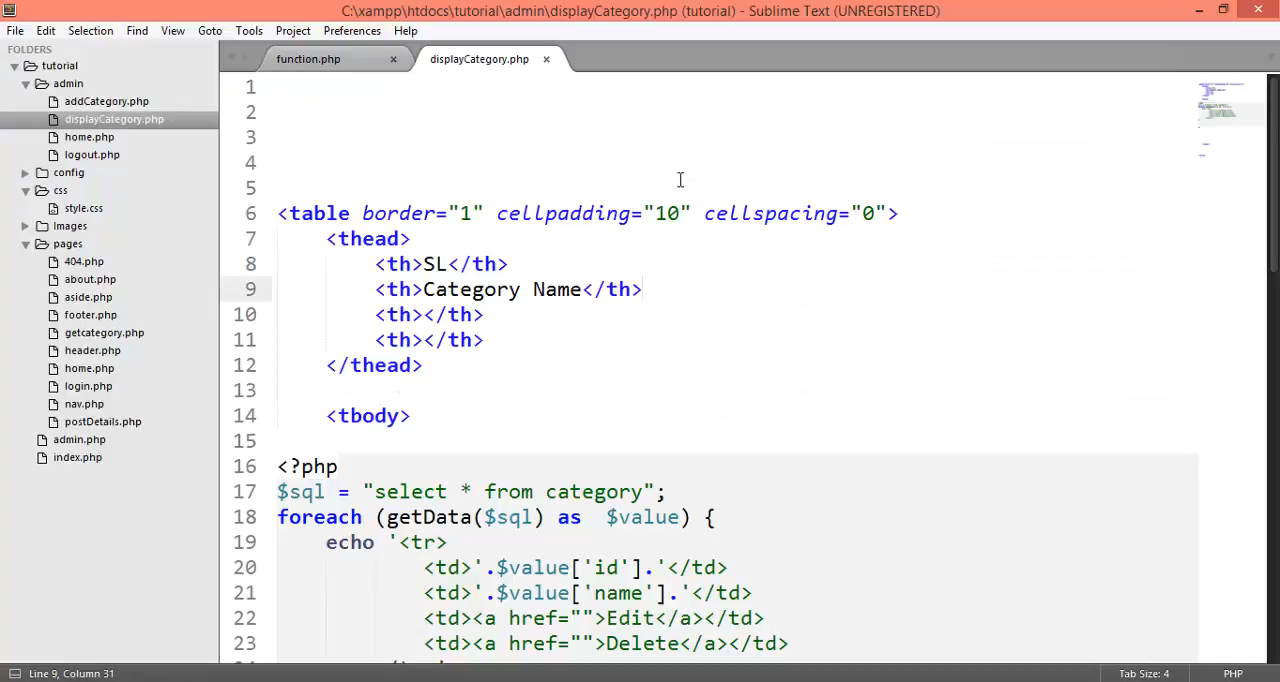 C:\xampp\htdocs\tutorial\admin\displayCategory.php (tutorial) - Sublime Text (UNREGISTERED)
File Edit Selection Find View Goto Tools Project Preferences Help
FOLDERS
tutorial
admin
addCategory.php
displayCategory.php
home.php
logout.php
config
css
style.css
Images
pages
404.php
about.php
aside.php
footer.php
getcategory.php
header.php
home.php
login.php
nav.php
postDetails.php
admin.php
index.php
function.php × displayCategory.php ×
1
2
3
4
5
6 <table border="1" cellpadding="10" cellspacing="0">
7 <thead>
8 <th>SL</th>
9 <th>Category Name</th>
10 <th></th>
11 <th></th>
12 </thead>
13
14 <tbody>
15
16 <?php
17 $sql = "select * from category";
18 foreach (getData($sql) as $value) {
19 echo '<tr>
20 <td>'.$value['id'].'</td>
21 <td>'.$value['name'].'</td>
22 <td><a href="">Edit</a></td>
23 <td><a href="">Delete</a></td>
Line 9, Column 31 Tab Size: 4 PHP